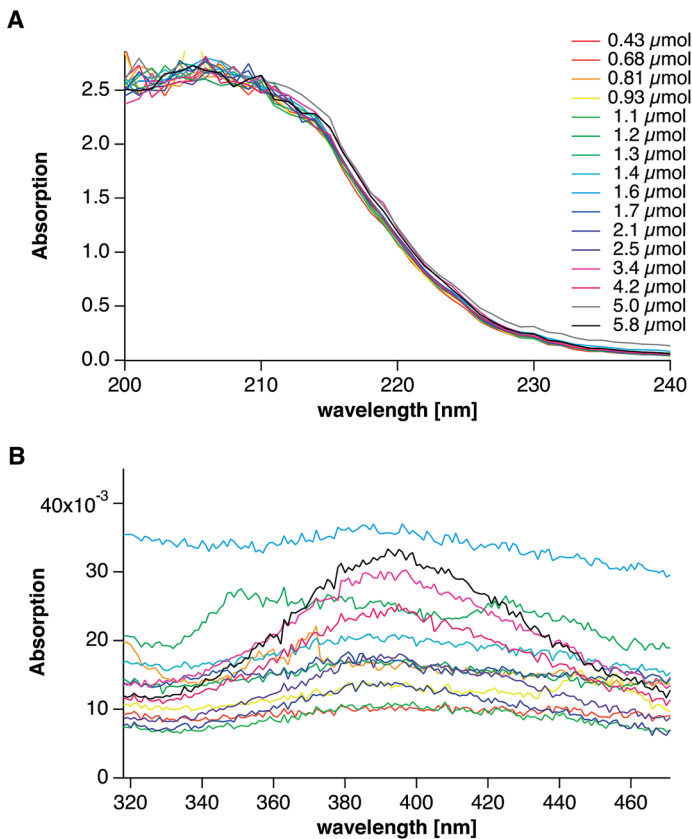 A
Absorption
2.5
2.0
1.5
1.0
0.5
0.0
200
210
220
230
240
wavelength [nm]
0.43 µmol
0.68 µmol
0.81 µmol
0.93 µmol
1.1 µmol
1.2 µmol
1.3 µmol
1.4 µmol
1.6 µmol
1.7 µmol
2.1 µmol
2.5 µmol
3.4 µmol
4.2 µmol
5.0 µmol
5.8 µmol
B
Absorption
40x10-3
30
20
10
0
320
340
360
380
400
420
440
460
wavelength [nm]